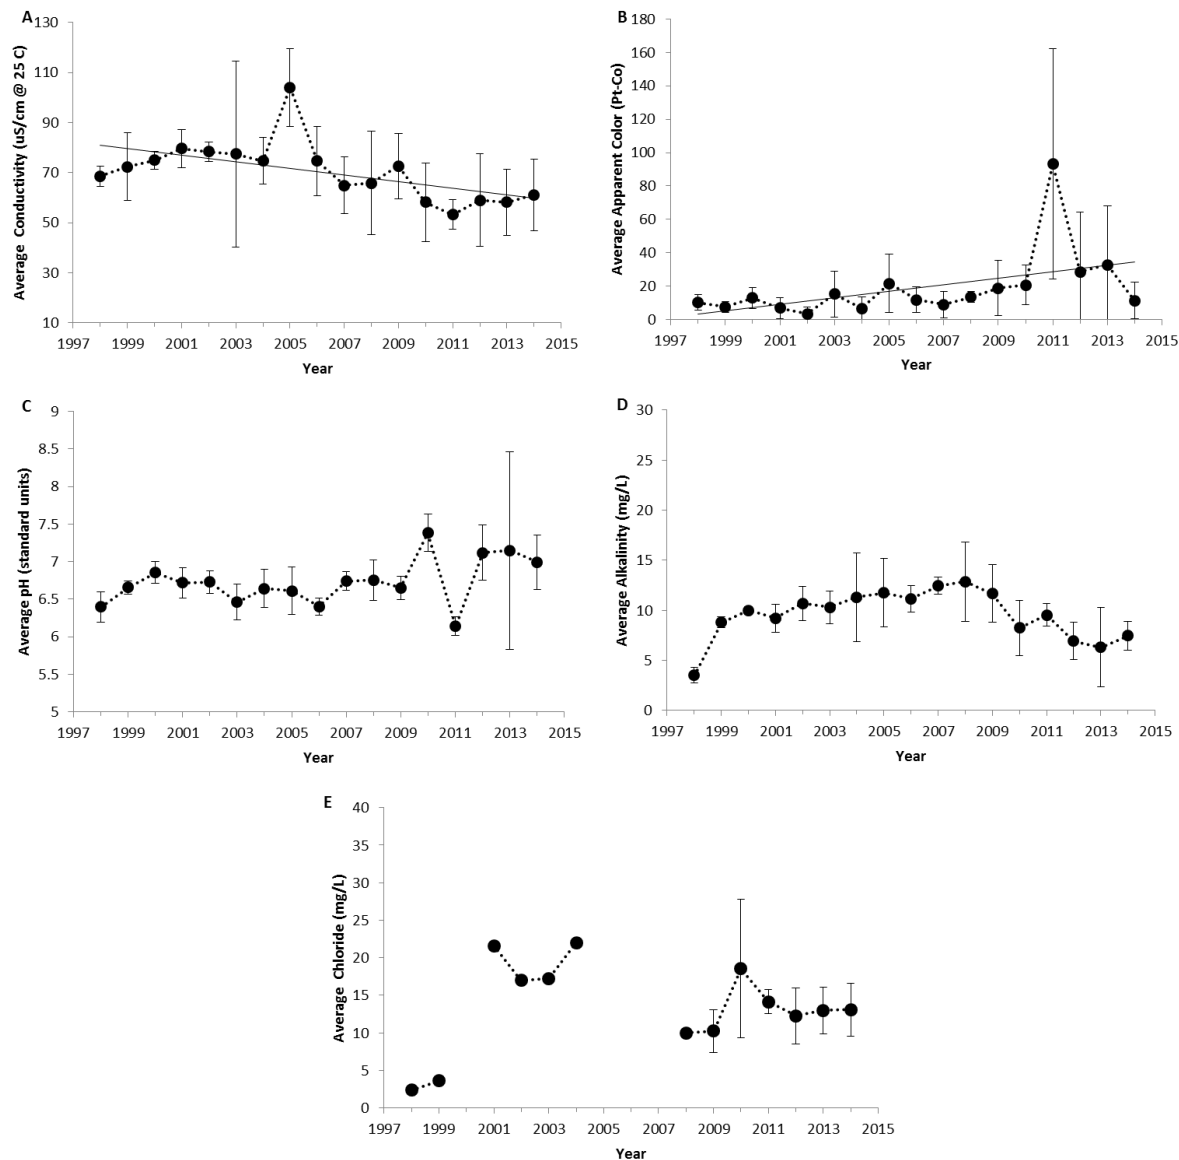 A
Average Conductivity (uS/cm @ 25 C)
130
110
90
70
50
30
10
1997 1999 2001 2003 2005 2007 2009 2011 2013 2015
Year
B
Average Apparent Color (Pt-Co)
180
160
140
120
100
80
60
40
20
0
1997 1999 2001 2003 2005 2007 2009 2011 2013 2015
Year
C
Average pH (standard units)
9
8.5
8
7.5
7
6.5
6
5.5
5
1997 1999 2001 2003 2005 2007 2009 2011 2013 2015
Year
D
Average Alkalinity (mg/L)
30
25
20
15
10
5
0
1997 1999 2001 2003 2005 2007 2009 2011 2013 2015
Year
E
Average Chloride (mg/L)
40
35
30
25
20
15
10
5
0
1997 1999 2001 2003 2005 2007 2009 2011 2013 2015
Year